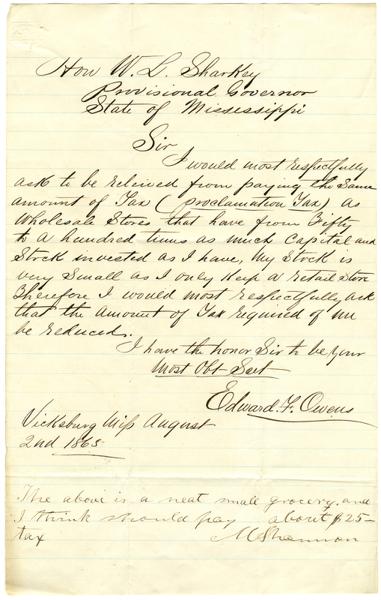 Hon W. L. Sharkey
Provisional Governor
State of Mississippi
Sir
I would most respectfully
ask to be releived from paying the same
amount of Tax (proclamation Tax) as
Wholesale Stores that have from Fifty
to a hundred times as much Capital and
Stock invested as I have, My Stock is
very Small as I only Keep a retail store
Therefore I would most respectfully ask
that the amount of Tax required of me
be reduced.
I have the honor Sir to be your
Most Obt Sert
Edward F. Owens
Vicksburg Miss August
2nd 1865
The above is a neat small grocery and
I think should pay about $25-
tax M Shannon